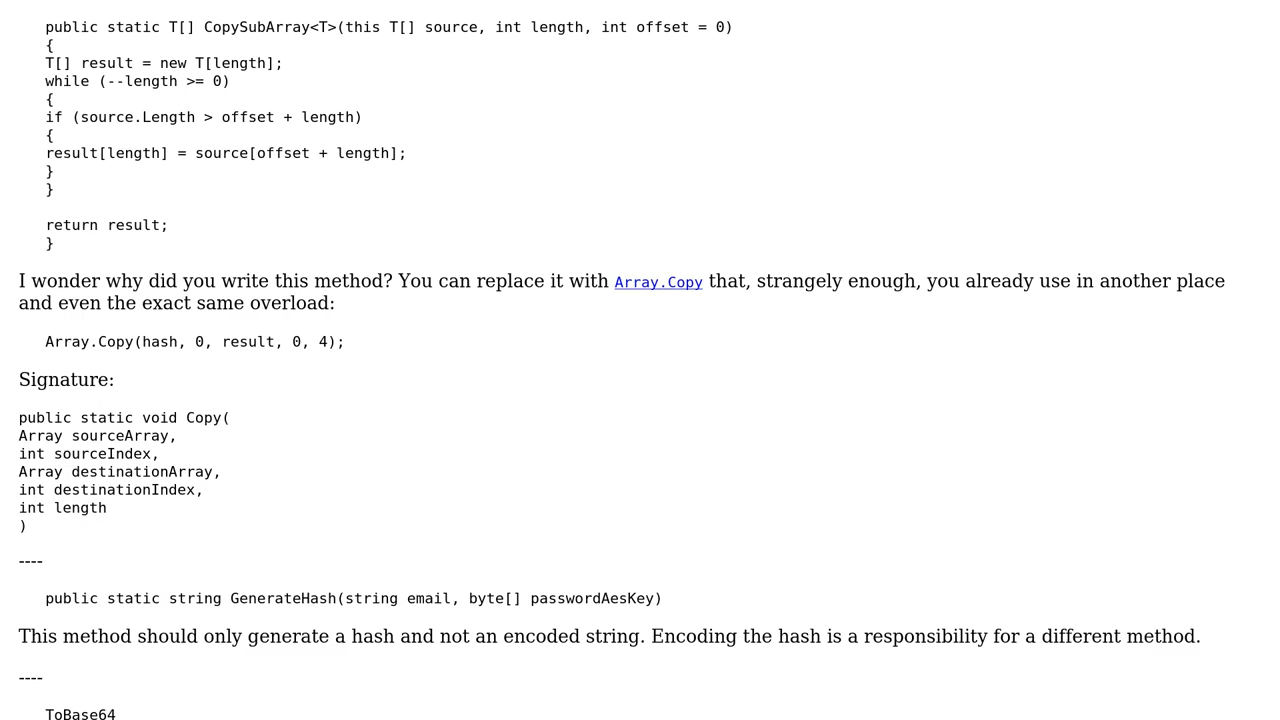 public static T[] CopySubArray<T>(this T[] source, int length, int offset = 0)
{
T[] result = new T[length];
while (--length >= 0)
{
if (source.Length > offset + length)
{
result[length] = source[offset + length];
}
}

return result;
}
I wonder why did you write this method? You can replace it with Array.Copy that, strangely enough, you already use in another place
and even the exact same overload:
Array.Copy(hash, 0, result, 0, 4);
Signature:
public static void Copy(
Array sourceArray,
int sourceIndex,
Array destinationArray,
int destinationIndex,
int length
)
----
public static string GenerateHash(string email, byte[] passwordAesKey)
This method should only generate a hash and not an encoded string. Encoding the hash is a responsibility for a different method.
----
ToBase64